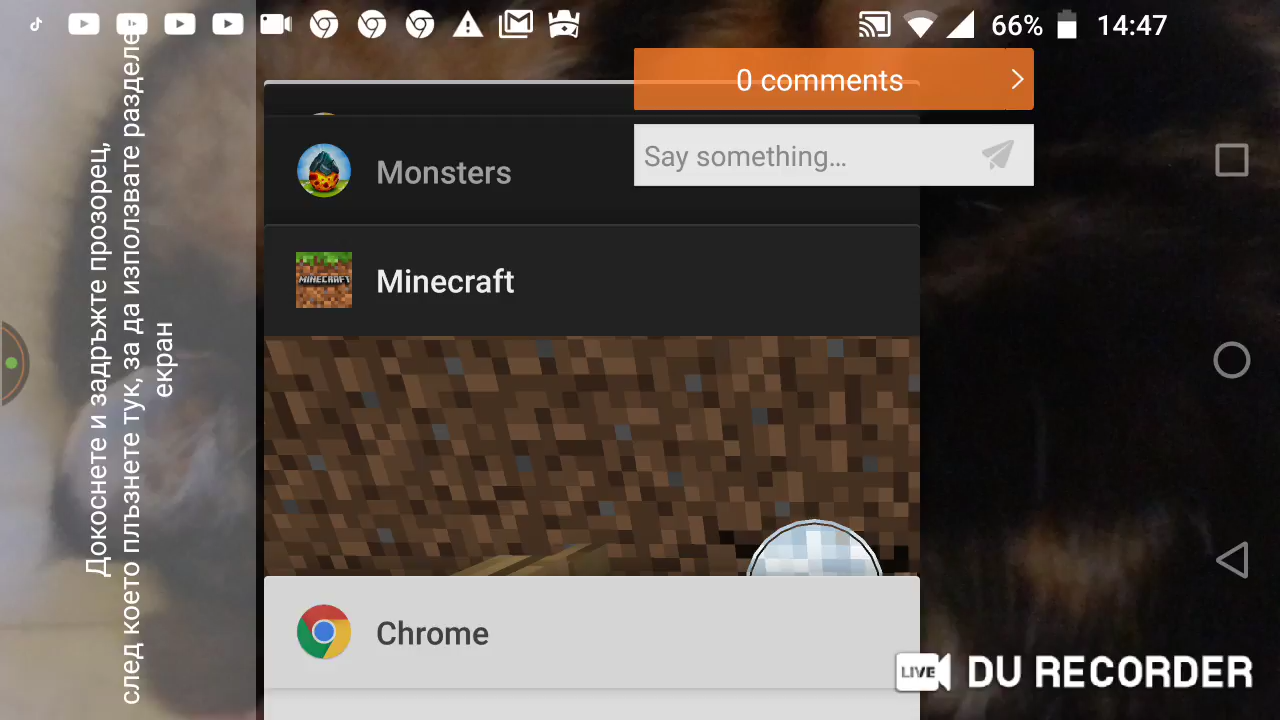 66% 14:47
0 comments
Say something...
Monsters
MINECRAFT
Minecraft
Chrome
Докоснете и задръжте прозорец,
след което плъзнете тук, за да използвате разделе
екран
LIVE DU RECORDER